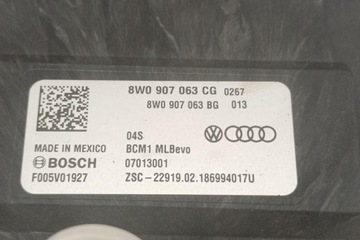 8W0 907 063 CG 0267
8W0 907 063 BG 013
MADE IN MEXICO 04S
BOSCH BCM1 MLBevo
07013001
F005V01927 ZSC-22919.02.186994017U